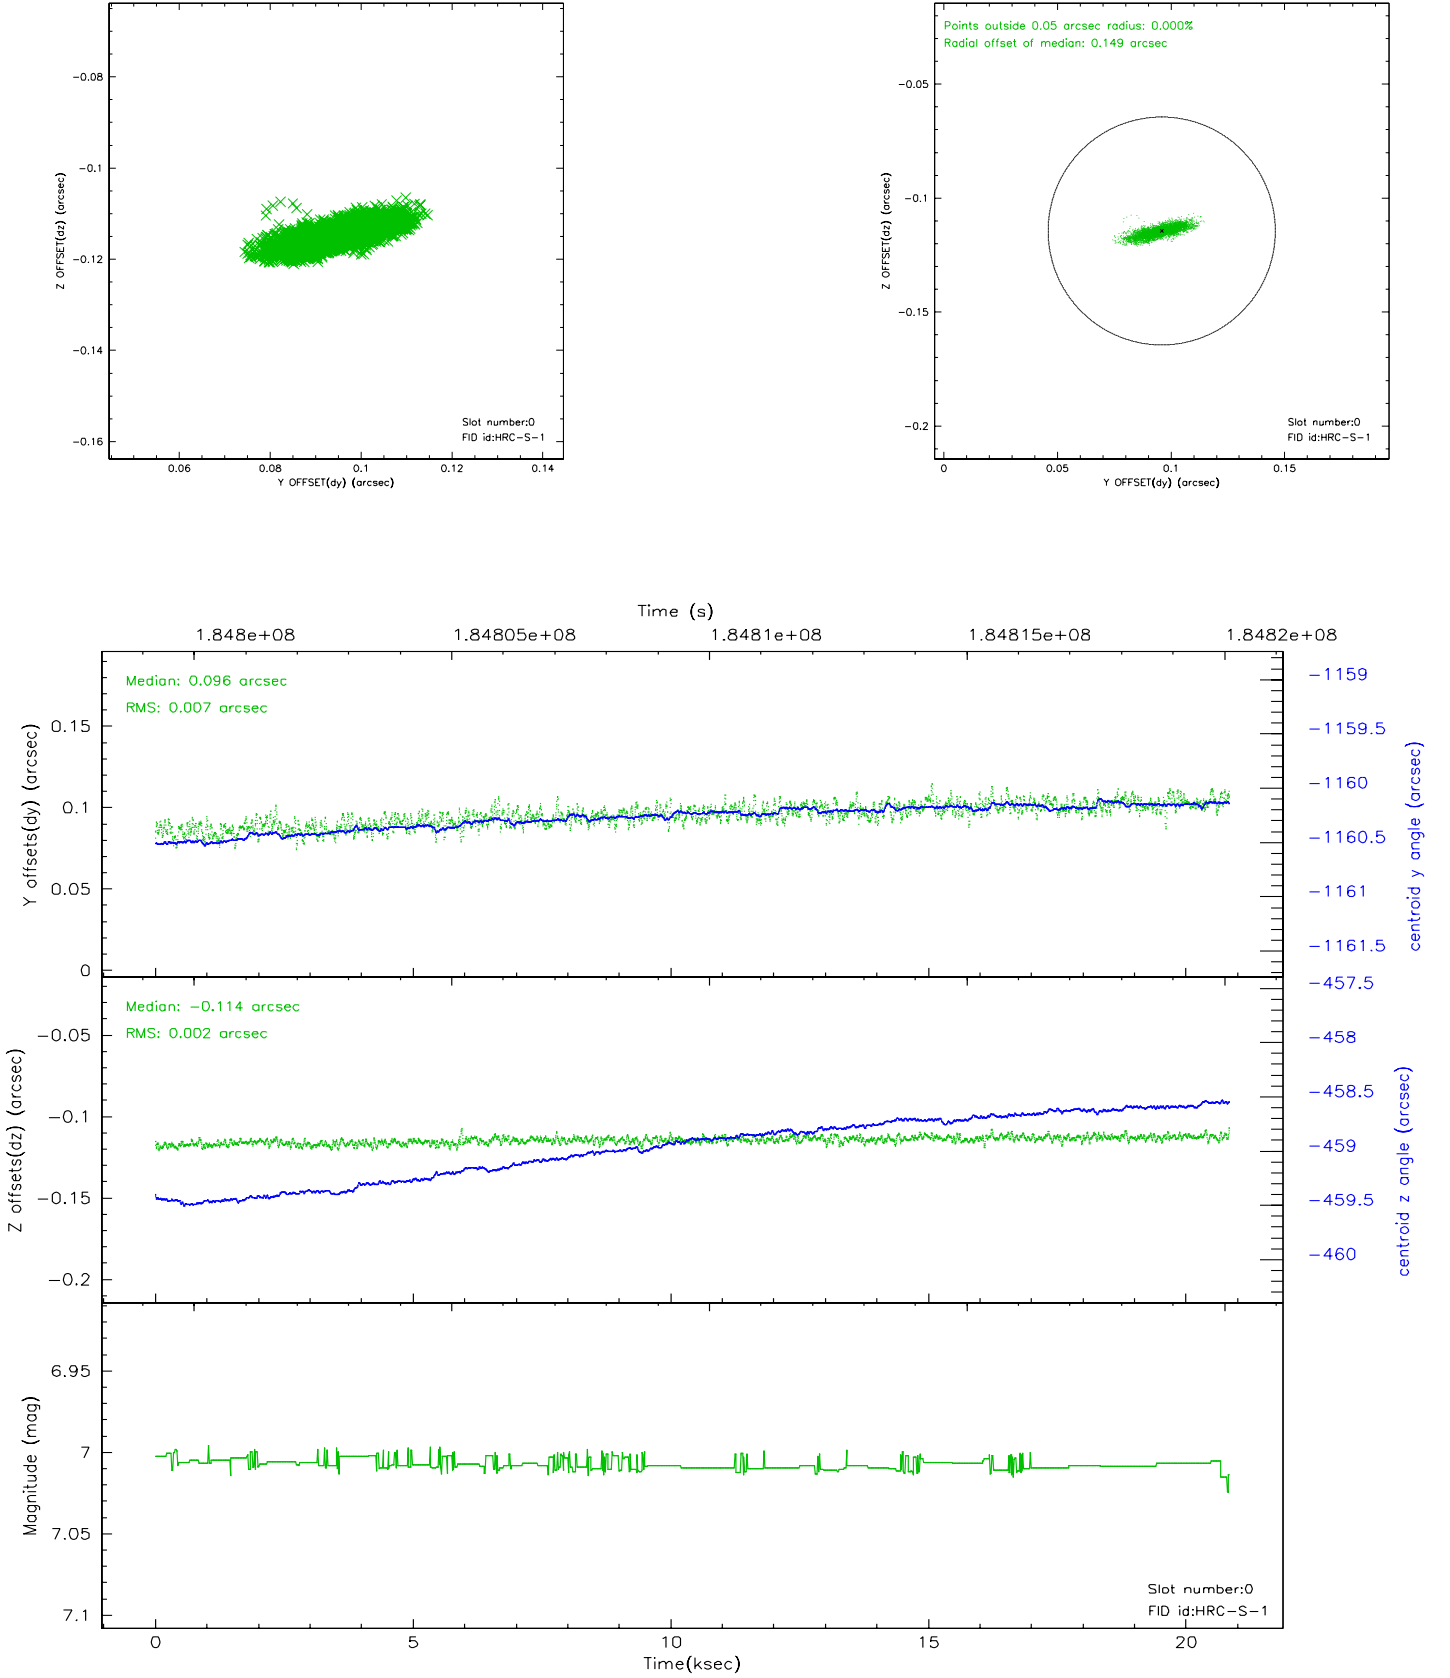 −0.08
−0.1
−0.12
−0.14
−0.16
Z OFFSET(dz) (arcsec)
Slot number:0
FID id:HRC−S−1
0.06 0.08 0.1 0.12 0.14
Y OFFSET(dy) (arcsec)
Points outside 0.05 arcsec radius: 0.000%
Radial offset of median: 0.149 arcsec
−0.05
−0.1
−0.15
−0.2
Z OFFSET(dz) (arcsec)
Slot number:0
FID id:HRC−S−1
0 0.05 0.1 0.15
Y OFFSET(dy) (arcsec)
Time (s)
1.848e+08 1.84805e+08 1.8481e+08 1.84815e+08 1.8482e+08
Median: 0.096 arcsec
RMS: 0.007 arcsec
0.15
0.1
0.05
0
Y offsets(dy) (arcsec)
−1159
−1159.5
−1160
−1160.5
−1161
−1161.5
centroid y angle (arcsec)
Median: −0.114 arcsec
RMS: 0.002 arcsec
−0.05
−0.1
−0.15
−0.2
Z offsets(dz) (arcsec)
−457.5
−458
−458.5
−459
−459.5
−460
centroid z angle (arcsec)
6.95
7
7.05
7.1
Magnitude (mag)
Slot number:0
FID id:HRC−S−1
0 5 10 15 20
Time(ksec)